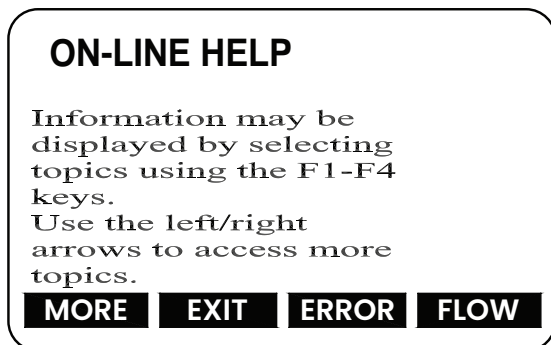 ON-LINE HELP
Information may be
displayed by selecting
topics using the F1-F4
keys.
Use the left/right
arrows to access more
topics.
MORE EXIT ERROR FLOW